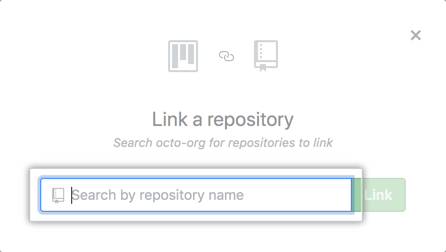 Link a repository
Search octo-org for repositories to link
Search by repository name
Link